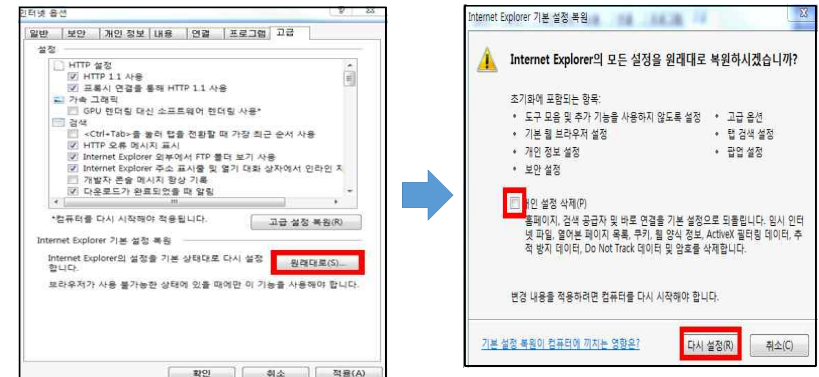 인터넷 옵션
일반 보안 개인 정보 내용 연결 프로그램 고급
설정
HTTP 설정
HTTP 1.1 사용
프록시 연결을 통해 HTTP 1.1 사용
가속 그래픽
GPU 렌더링 대신 소프트웨어 렌더링 사용*
검색
<Ctrl+Tab>을 눌러 탭을 전환할 때 가장 최근 순서 사용
HTTP 오류 메시지 표시
Internet Explorer 외부에서 FTP 폴더 보기 사용
Internet Explorer 주소 표시줄 및 열기 대화 상자에서 인라인 자
개발자 콘솔 메시지 항상 기록
다운로드가 완료되었을 때 알림
*컴퓨터를 다시 시작해야 적용됩니다.
고급 설정 복원(R)
Internet Explorer 기본 설정 복원
Internet Explorer의 설정을 기본 상태대로 다시 설정
합니다.
원래대로(S)...
브라우저가 사용 불가능한 상태에 있을 때에만 이 기능을 사용해야 합니다.
확인 취소 적용(A)
Internet Explorer 기본 설정 복원
Internet Explorer의 모든 설정을 원래대로 복원하시겠습니까?
초기화에 포함되는 항목:
• 도구 모음 및 추가 기능을 사용하지 않도록 설정 • 고급 옵션
• 기본 웹 브라우저 설정 • 탭 검색 설정
• 개인 정보 설정 • 팝업 설정
• 보안 설정
개인 설정 삭제(P)
홈페이지, 검색 공급자 및 바로 연결을 기본 설정으로 되돌립니다. 임시 인터
넷 파일, 열어본 페이지 목록, 쿠키, 웹 양식 정보, ActiveX 필터링 데이터, 추
적 방지 데이터, Do Not Track 데이터 및 암호를 삭제합니다.
변경 내용을 적용하려면 컴퓨터를 다시 시작해야 합니다.
기본 설정 복원이 컴퓨터에 끼치는 영향은?
다시 설정(R) 취소(C)